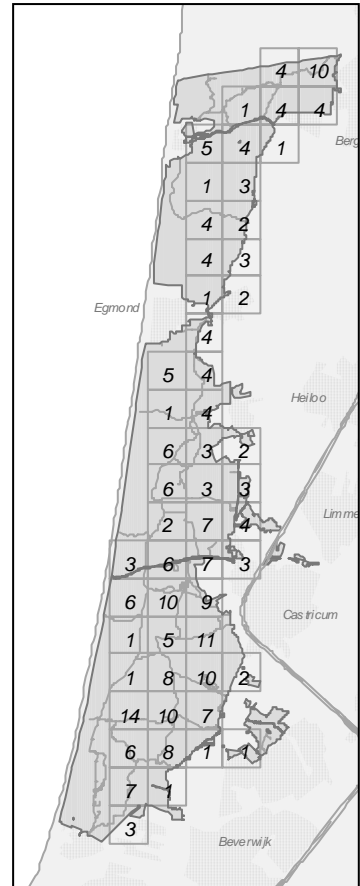 4 10
1 4 4
Berg
5 4 1
1 3
4 2
4 3
1 2
Egmond
4
5 4
Heiloo
1 4
6 3 2
6 3 3
Limme
2 7 4
3 6 7 3
6 10 9
Castricum
1 5 11
1 8 10 2
14 10 7
6 8 1 1
7 1
3
Beverwijk